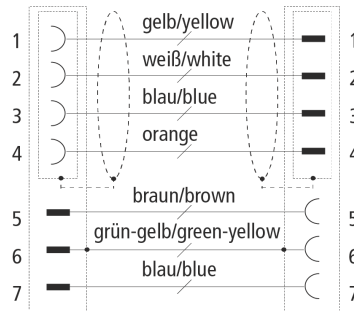 1 gelb/yellow 1
2 weiß/white 2
3 blau/blue 3
4 orange 4
5 braun/brown 5
6 grün-gelb/green-yellow 6
7 blau/blue 7